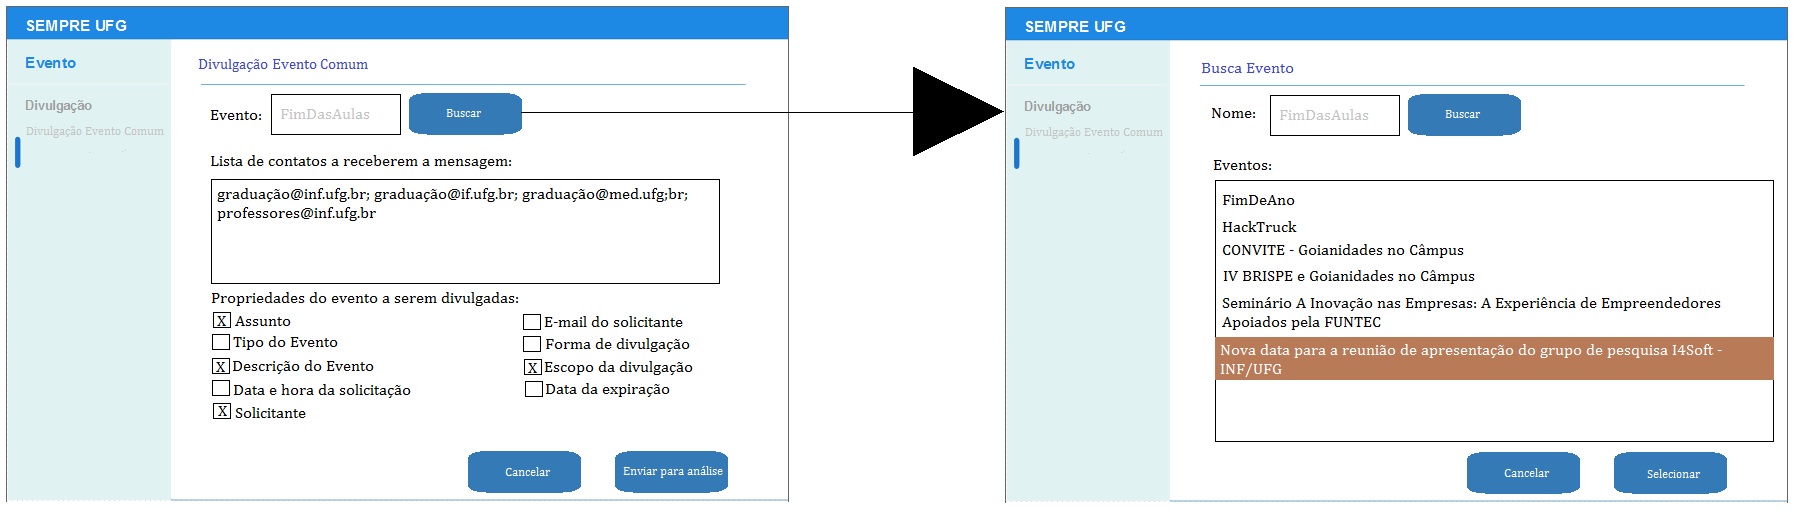 SEMPRE UFG
Evento
Divulgação
Divulgação Evento Comum
Divulgação Evento Comum
Evento: FimDasAulas Buscar
Lista de contatos a receberem a mensagem:
graduação@inf.ufg.br; graduação@if.ufg.br; graduação@med.ufg;br;
professores@inf.ufg.br
Propriedades do evento a serem divulgadas:
X Assunto
Tipo do Evento
X Descrição do Evento
Data e hora da solicitação
X Solicitante
E-mail do solicitante
Forma de divulgação
X Escopo da divulgação
Data da expiração
Cancelar Enviar para análise
SEMPRE UFG
Evento
Divulgação
Divulgação Evento Comum
Busca Evento
Nome: FimDasAulas Buscar
Eventos:
FimDeAno
HackTruck
CONVITE - Goianidades no Câmpus
IV BRISPE e Goianidades no Câmpus
Seminário A Inovação nas Empresas: A Experiência de Empreendedores
Apoiados pela FUNTEC
Nova data para a reunião de apresentação do grupo de pesquisa I4Soft -
INF/UFG
Cancelar Selecionar